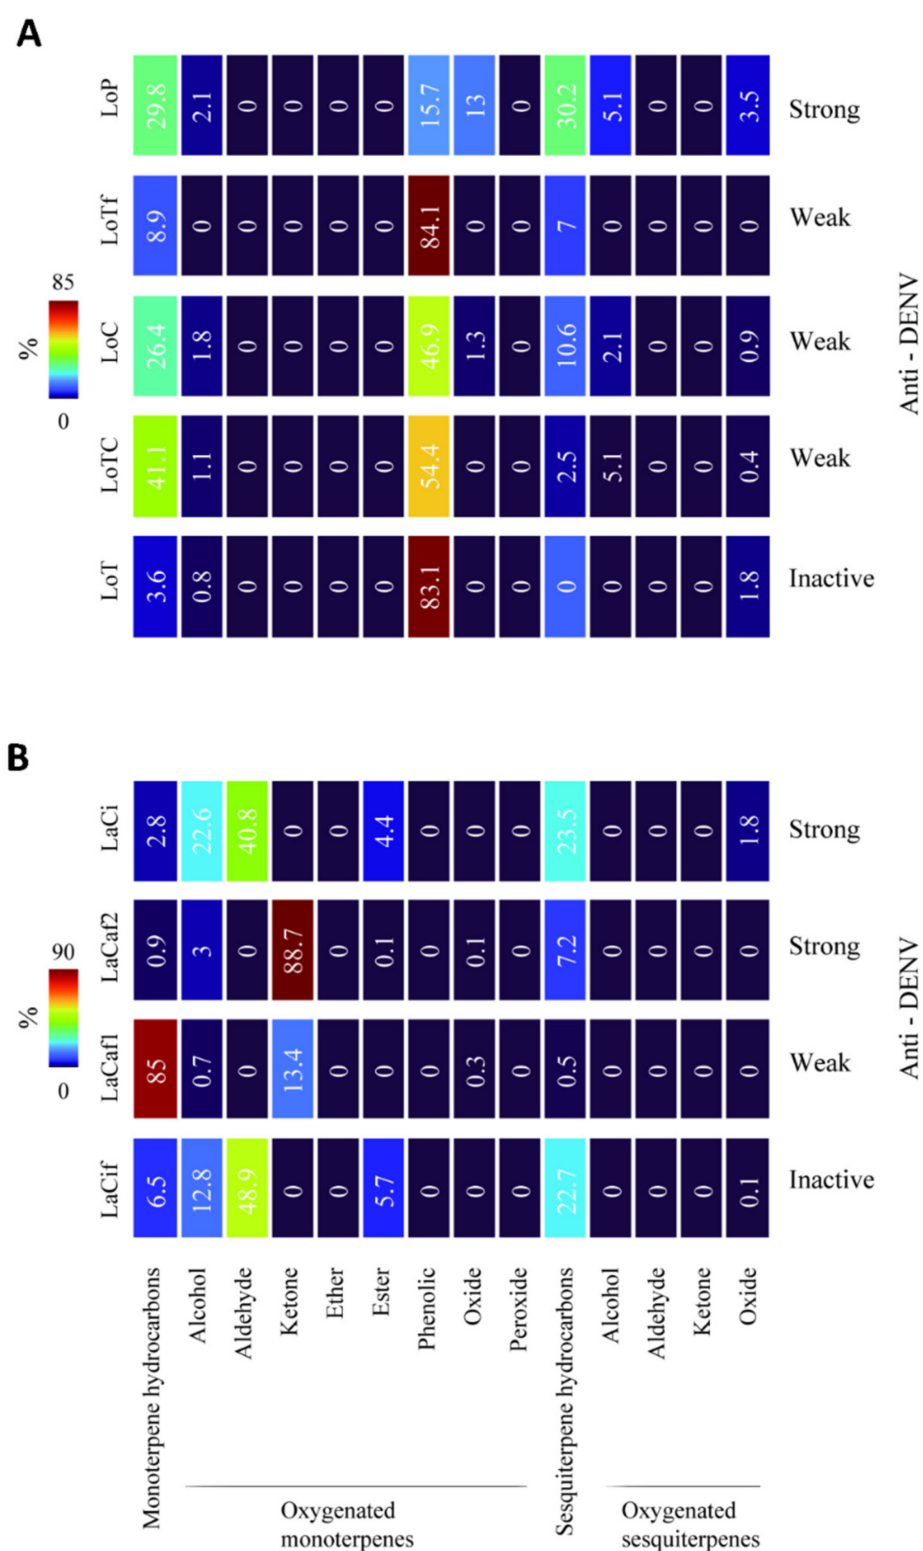 A
LoP
29.8 2.1 0 0 0 0 15.7 13 0 30.2 5.1 0 0 3.5
Strong
LoTf
8.9 0 0 0 0 0 84.1 0 0 7 0 0 0 0
Weak
85
%
0
LoC
26.4 1.8 0 0 0 0 46.9 1.3 0 10.6 2.1 0 0 0.9
Weak
Anti - DENV
LoTC
41.1 1.1 0 0 0 0 54.4 0 0 2.5 5.1 0 0 0.4
Weak
LoT
3.6 0.8 0 0 0 0 83.1 0 0 0 0 0 0 1.8
Inactive
B
LaCi
2.8 22.6 40.8 0 0 4.4 0 0 0 23.5 0 0 0 1.8
Strong
LaCaf2
0.9 3 0 88.7 0 0.1 0 0.1 0 7.2 0 0 0 0
Strong
90
%
0
LaCaf1
85 0.7 0 13.4 0 0 0 0.3 0 0.5 0 0 0 0
Weak
Anti - DENV
LaCif
6.5 12.8 48.9 0 0 5.7 0 0 0 22.7 0 0 0 0.1
Inactive
Monoterpene hydrocarbons
Alcohol
Aldehyde
Ketone
Ether
Ester
Phenolic
Oxide
Peroxide
Sesquiterpene hydrocarbons
Alcohol
Aldehyde
Ketone
Oxide
Oxygenated
monoterpenes
Oxygenated
sesquiterpenes